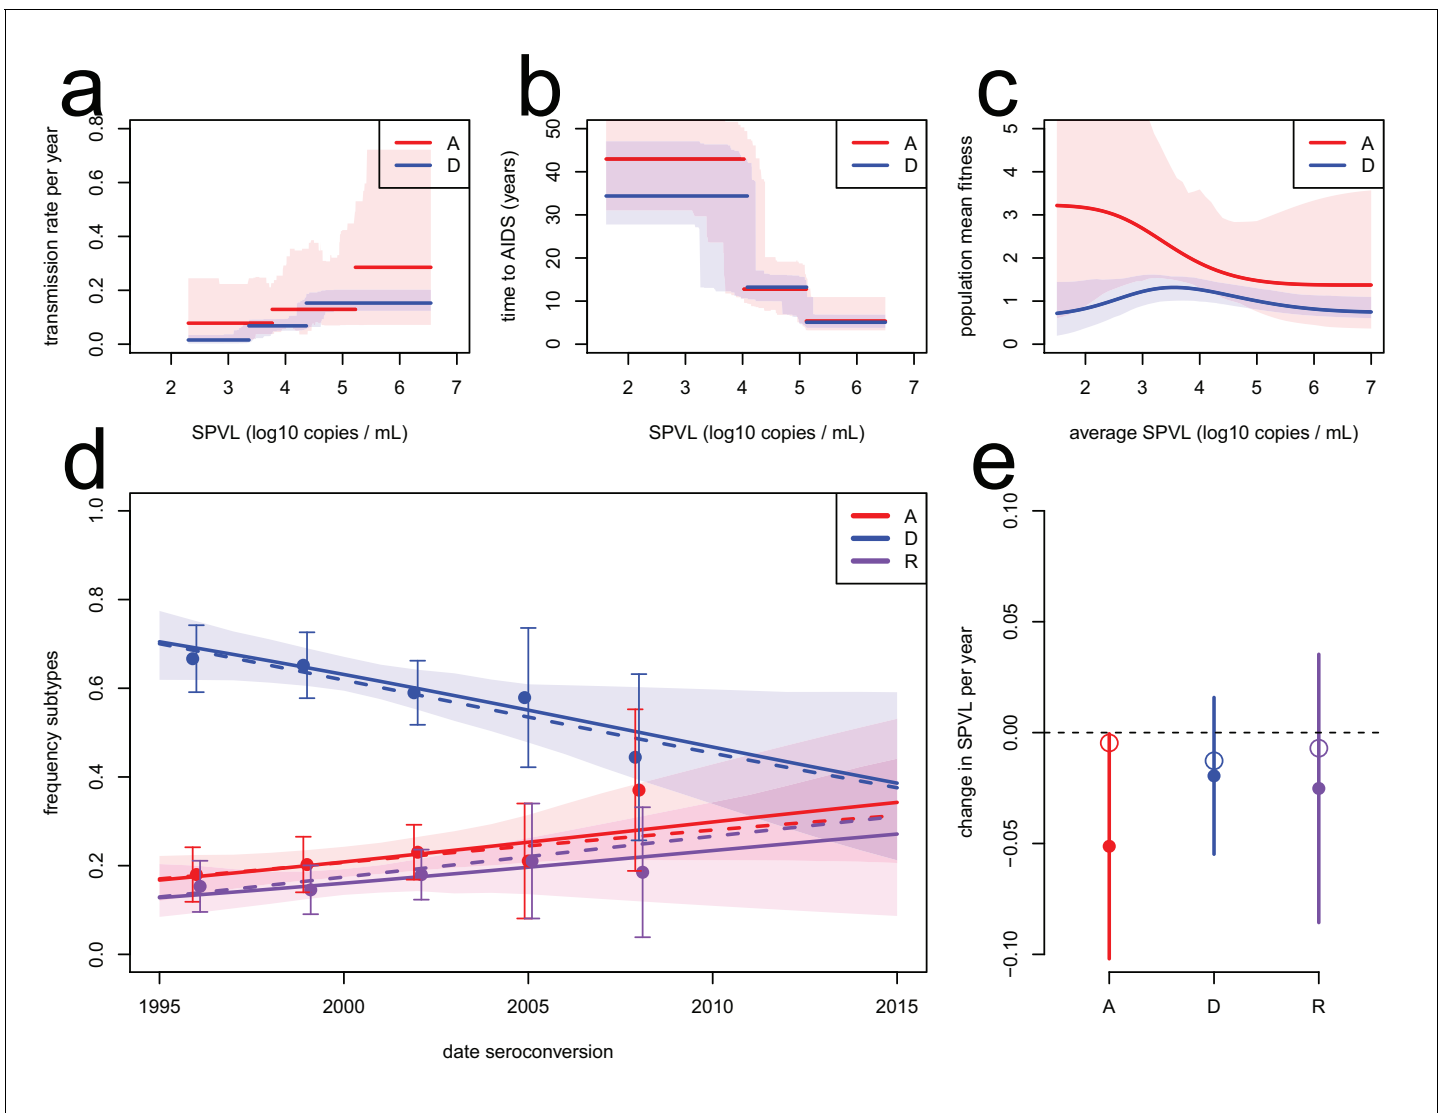 a
transmission rate per year
0.0 0.2 0.4 0.6 0.8
A
D
2 3 4 5 6 7
SPVL (log10 copies / mL)
b
time to AIDS (years)
0 10 20 30 40 50
A
D
2 3 4 5 6 7
SPVL (log10 copies / mL)
c
population mean fitness
0 1 2 3 4 5
A
D
2 3 4 5 6 7
average SPVL (log10 copies / mL)
d
frequency subtypes
0.0 0.2 0.4 0.6 0.8 1.0
A
D
R
1995 2000 2005 2010 2015
date seroconversion
e
change in SPVL per year
−0.10 −0.05 0.00 0.05 0.10
A D R